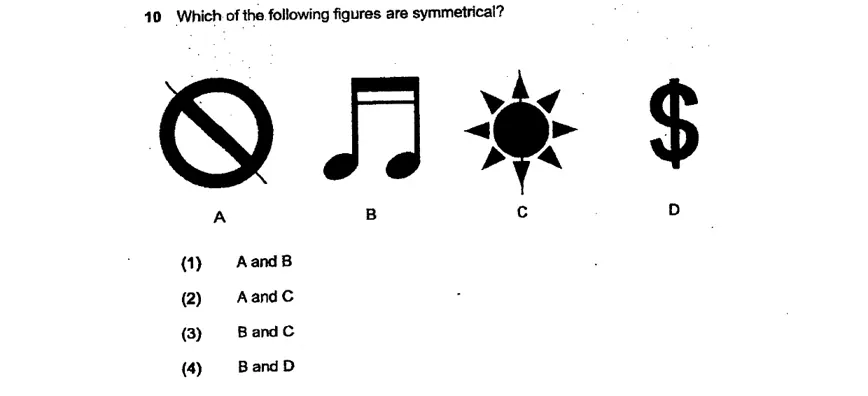 10 Which of the following figures are symmetrical?
$
A B C D
(1) A and B
(2) A and C
(3) B and C
(4) B and D